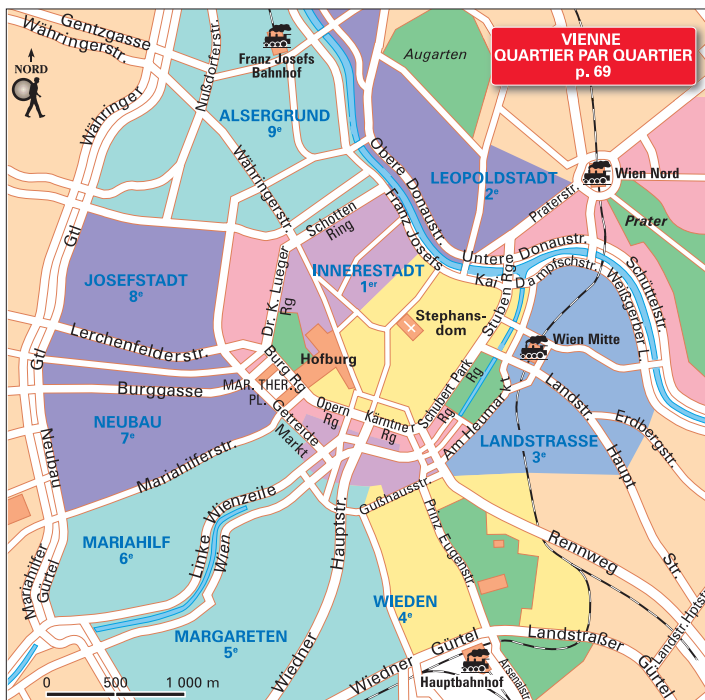 Gentzgasse
Währingerstr.
Nußdorferstr.
Franz Josefs
Bahnhof
Augarten
VIENNE
QUARTIER PAR QUARTIER
p. 69
NORD
Währinger
Gtl
ALSERGRUND
9e
Währingerstr.
Obere Donaustr.
LEOPOLDSTADT
2e
Wien Nord
Praterstr.
Prater
Schotten
Ring
Franz Josefs
Kai
Untere Donaustr.
Dampfschstr.
Schüttelstr.
Weißgerber L.
JOSEFSTADT
8e
Dr. K. Lueger
Rg
INNERESTADT
1er
Stuben Rg
Stephans-
dom
Wien Mitte
Lerchenfelderstr.
Gtl
Hofburg
Burg Rg
Burggasse
MAR. THER.
PL.
Opern
Rg
Kärntner
Rg
Schubert
Rg
Park
Rg
Am Heumarkt
Landstr.
Haupt
Str.
Erdbergstr.
NEUBAU
7e
Getreide
Markt
LANDSTRASSE
3e
Neubau
Mariahilferstr.
Gußhausstr.
Linke Wienzeile
Wien
Hauptstr.
Prinz Eugenstr.
Rennweg
MARIAHILF
6e
Mariahilfer
Gürtel
WIEDEN
4e
MARGARETEN
5e
Wiedner
Wiedner Gürtel
Landstraßer
Gürtel
Landstr.Hptstr.
Hauptbahnhof
Arsenalstr.
0 500 1 000 m